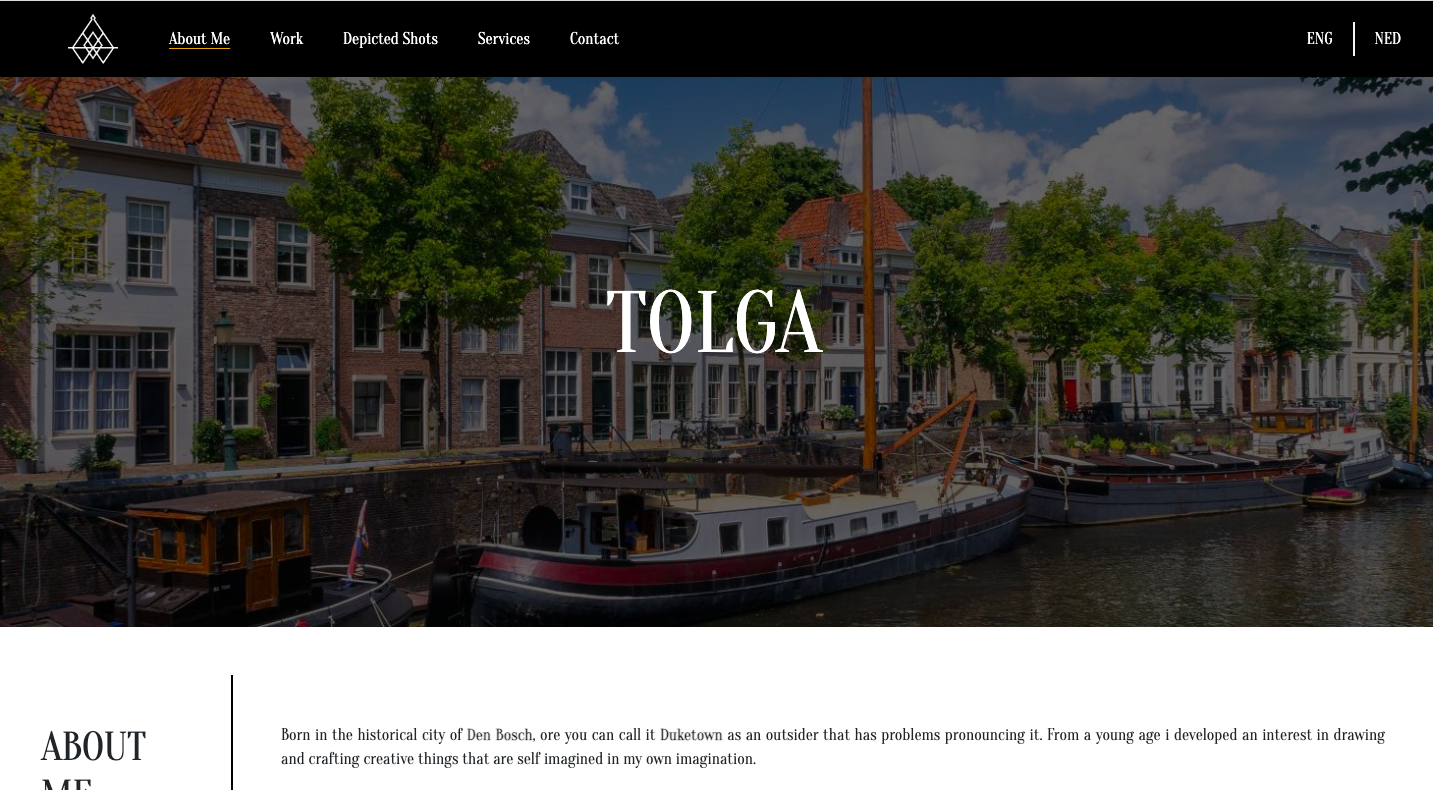 About Me Work Depicted Shots Services Contact ENG NED
TOLGA
ABOUT
ME
Born in the historical city of Den Bosch, ore you can call it Duketown as an outsider that has problems pronouncing it. From a young age i developed an interest in drawing
and crafting creative things that are self imagined in my own imagination.